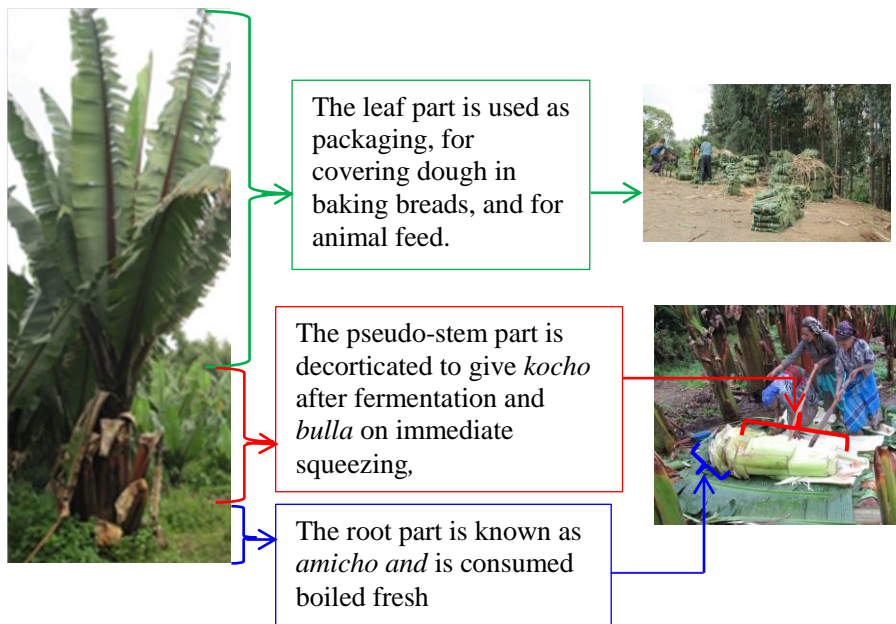 The leaf part is used as
packaging, for
covering dough in
baking breads, and for
animal feed.
The pseudo-stem part is
decorticated to give kocho
after fermentation and
bulla on immediate
squeezing,
The root part is known as
amicho and is consumed
boiled fresh